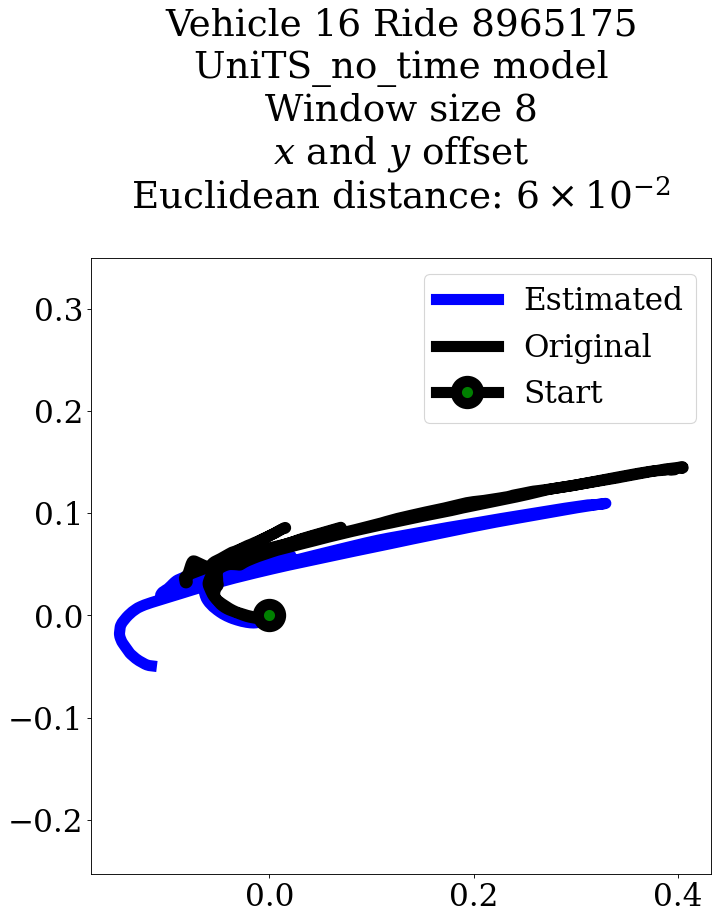 Vehicle 16 Ride 8965175
UniTS_no_time model
Window size 8
x and y offset
Euclidean distance: 6 × 10⁻²
Estimated
Original
Start
0.3
0.2
0.1
0.0
−0.1
−0.2
0.0 0.2 0.4